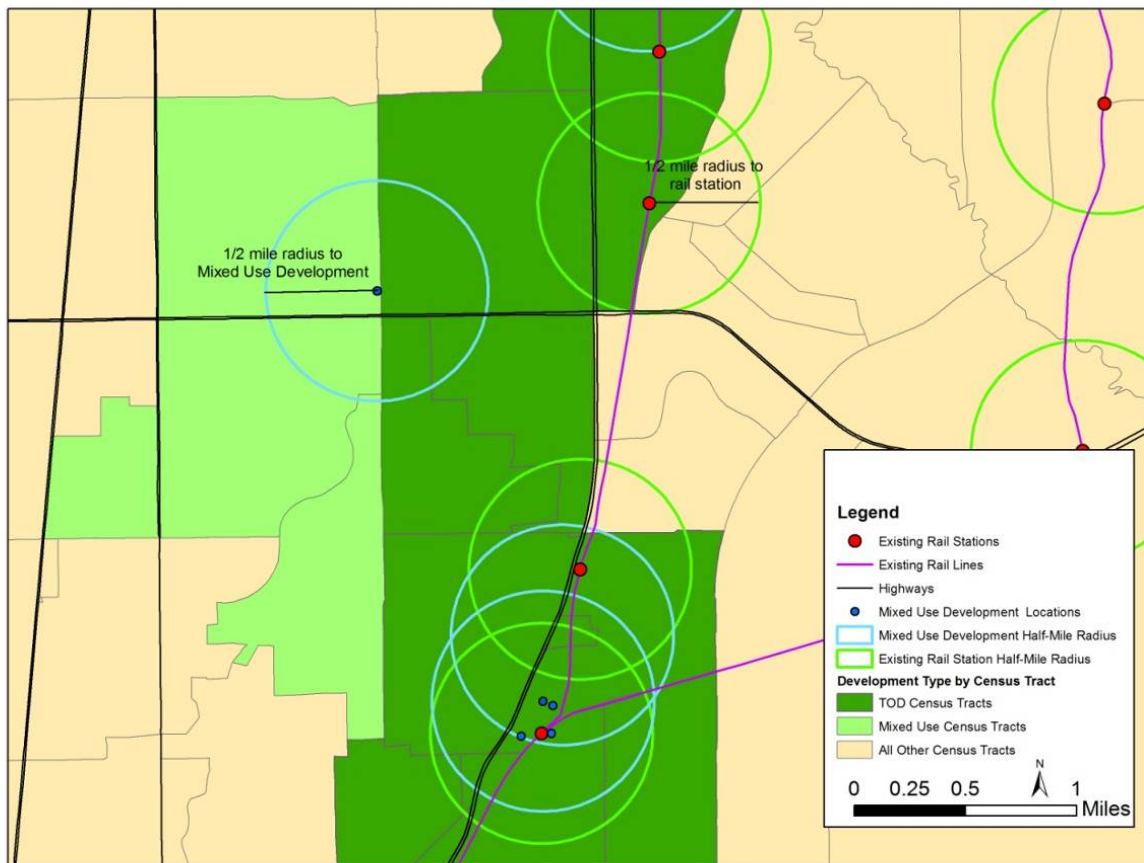 1/2 mile radius to
rail station
1/2 mile radius to
Mixed Use Development
Legend
Existing Rail Stations
Existing Rail Lines
Highways
Mixed Use Development Locations
Mixed Use Development Half-Mile Radius
Existing Rail Station Half-Mile Radius
Development Type by Census Tract
TOD Census Tracts
Mixed Use Census Tracts
All Other Census Tracts
N
0 0.25 0.5 1
Miles